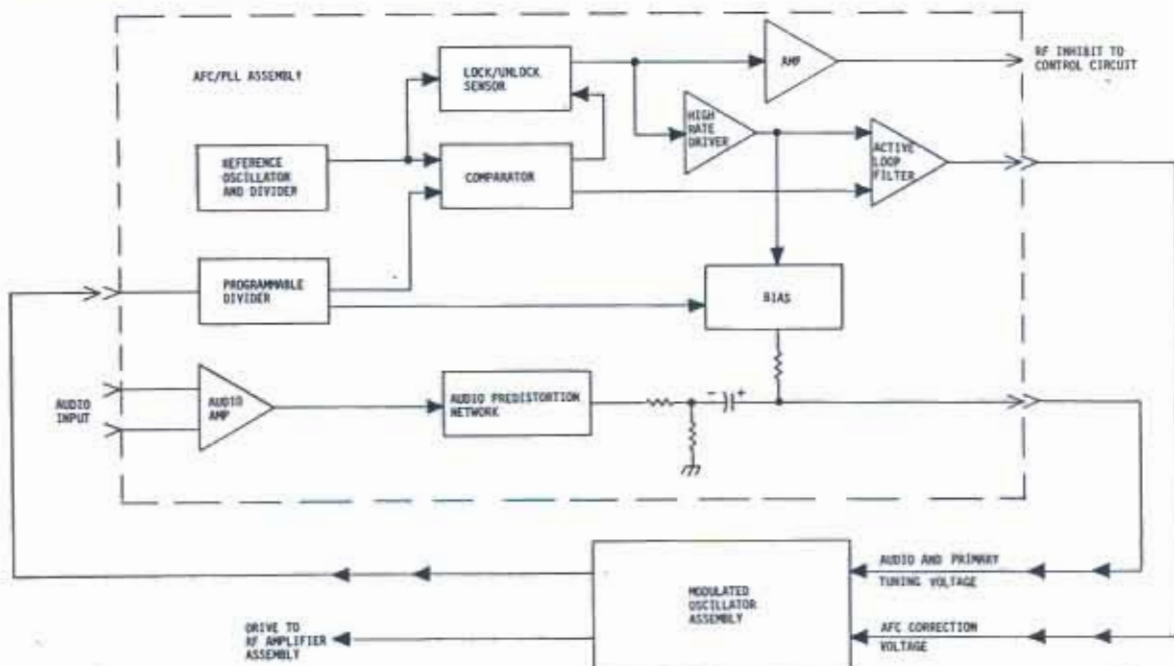 AFC/PLL ASSEMBLY
LOCK/UNLOCK
SENSOR
AMP
RF INHIBIT TO
CONTROL CIRCUIT
HIGH
RATE
DRIVER
ACTIVE
LOOP
FILTER
REFERENCE
OSCILLATOR
AND DIVIDER
COMPARATOR
PROGRAMMABLE
DIVIDER
BIAS
AUDIO
INPUT
AUDIO
AMP
AUDIO PREDISTORTION
NETWORK
- +
MODULATED
OSCILLATOR
ASSEMBLY
AUDIO AND PRIMARY
TUNING VOLTAGE
DRIVE TO
RF AMPLIFIER
ASSEMBLY
AFC CORRECTION
VOLTAGE